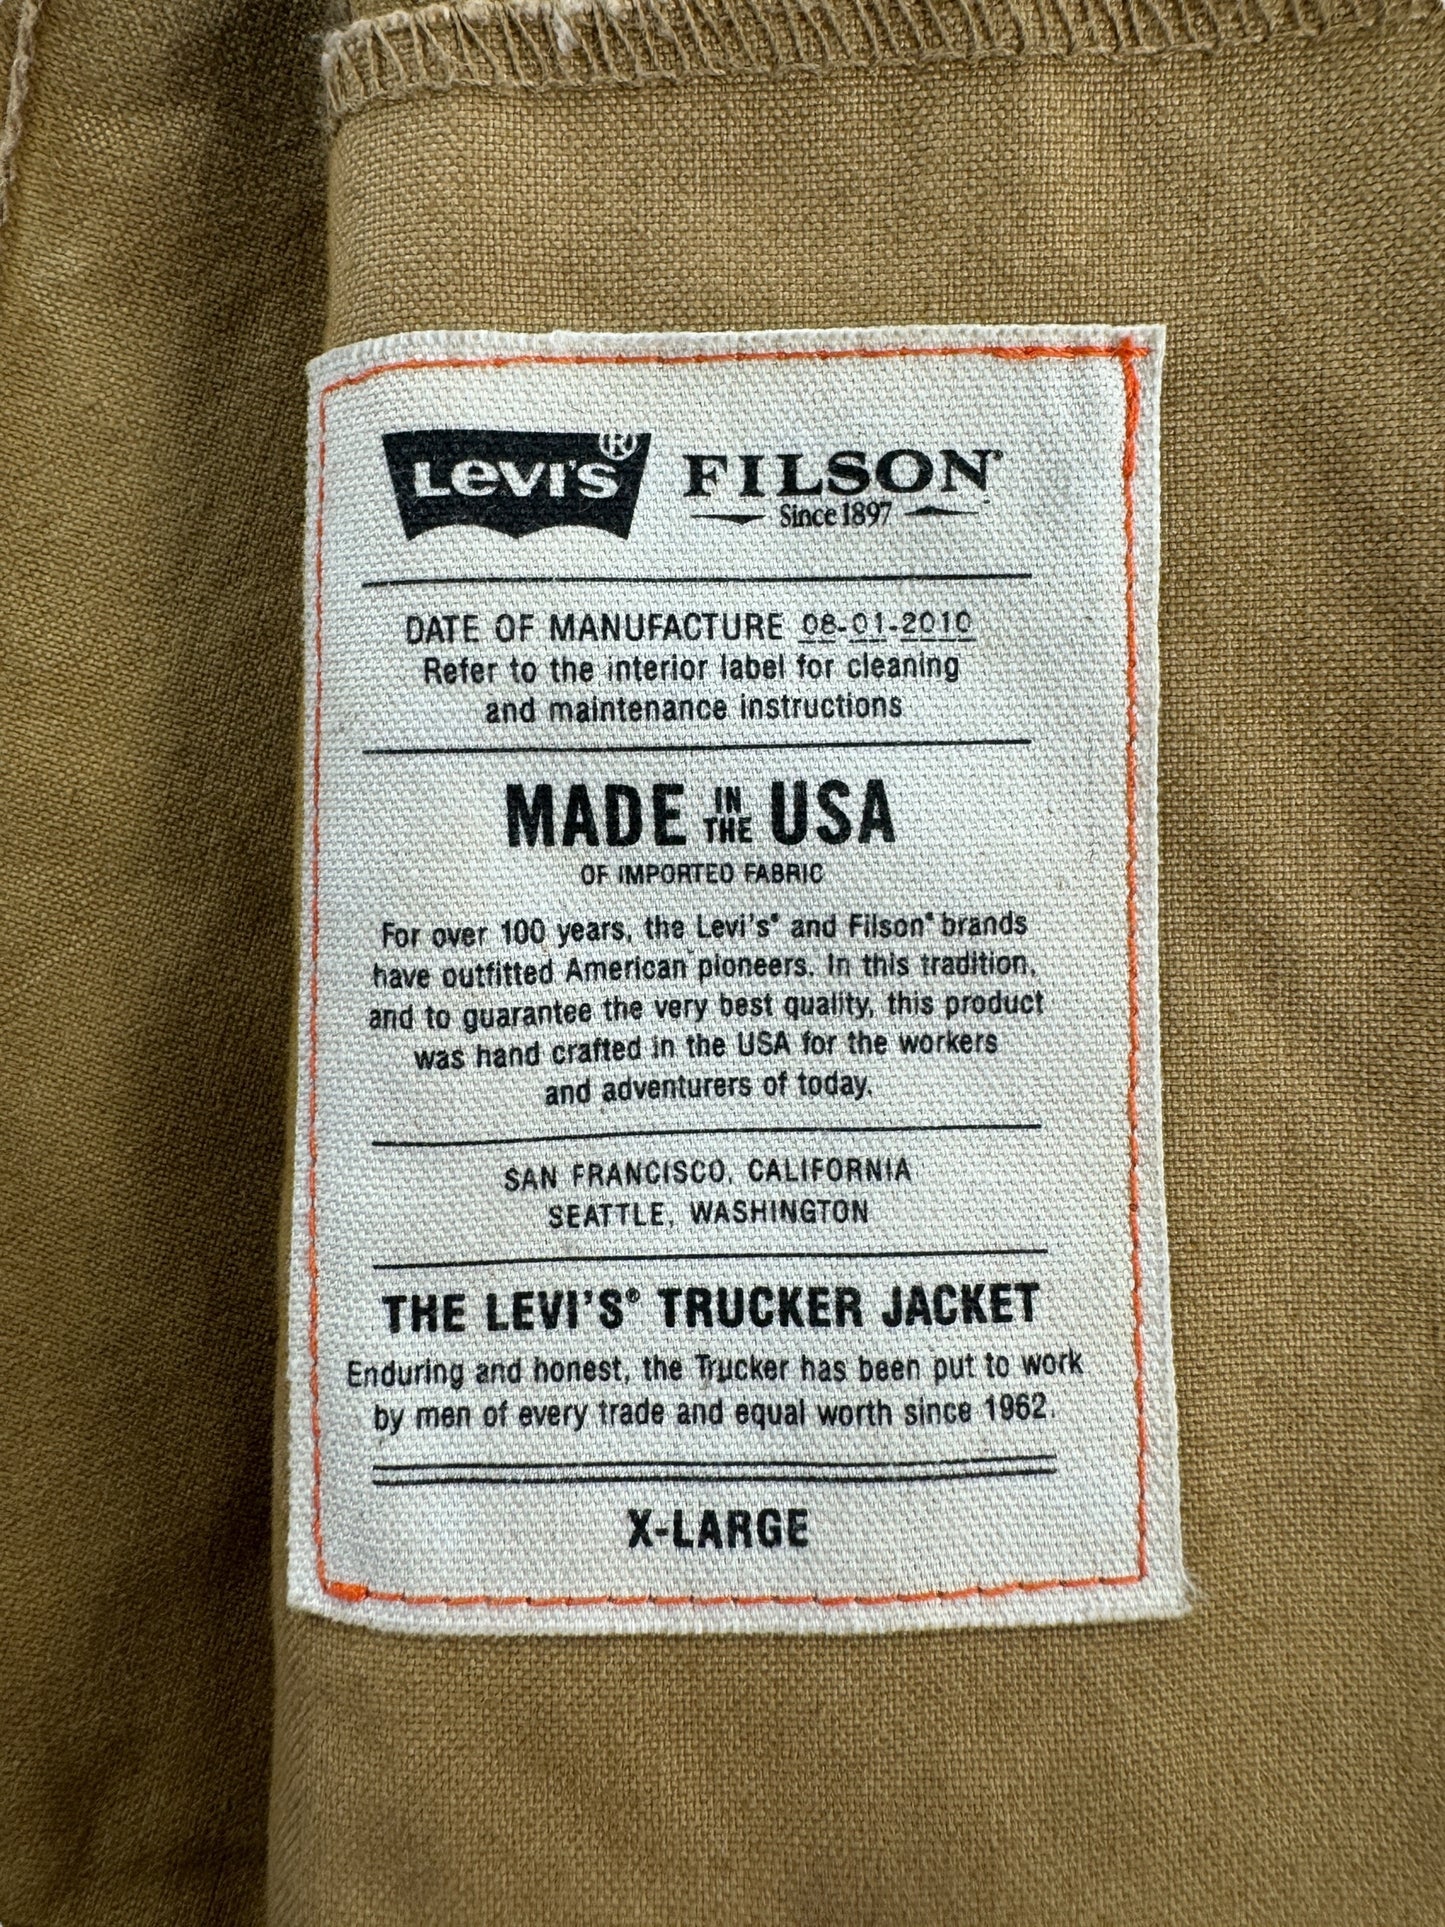 LEVI'S® FILSON®
Since 1897
DATE OF MANUFACTURE 08-01-2010
Refer to the interior label for cleaning
and maintenance instructions
MADE IN THE USA
OF IMPORTED FABRIC
For over 100 years, the Levi's® and Filson® brands
have outfitted American pioneers. In this tradition,
and to guarantee the very best quality, this product
was hand crafted in the USA for the workers
and adventurers of today.
SAN FRANCISCO, CALIFORNIA
SEATTLE, WASHINGTON
THE LEVI'S® TRUCKER JACKET
Enduring and honest, the Trucker has been put to work
by men of every trade and equal worth since 1962.
X-LARGE